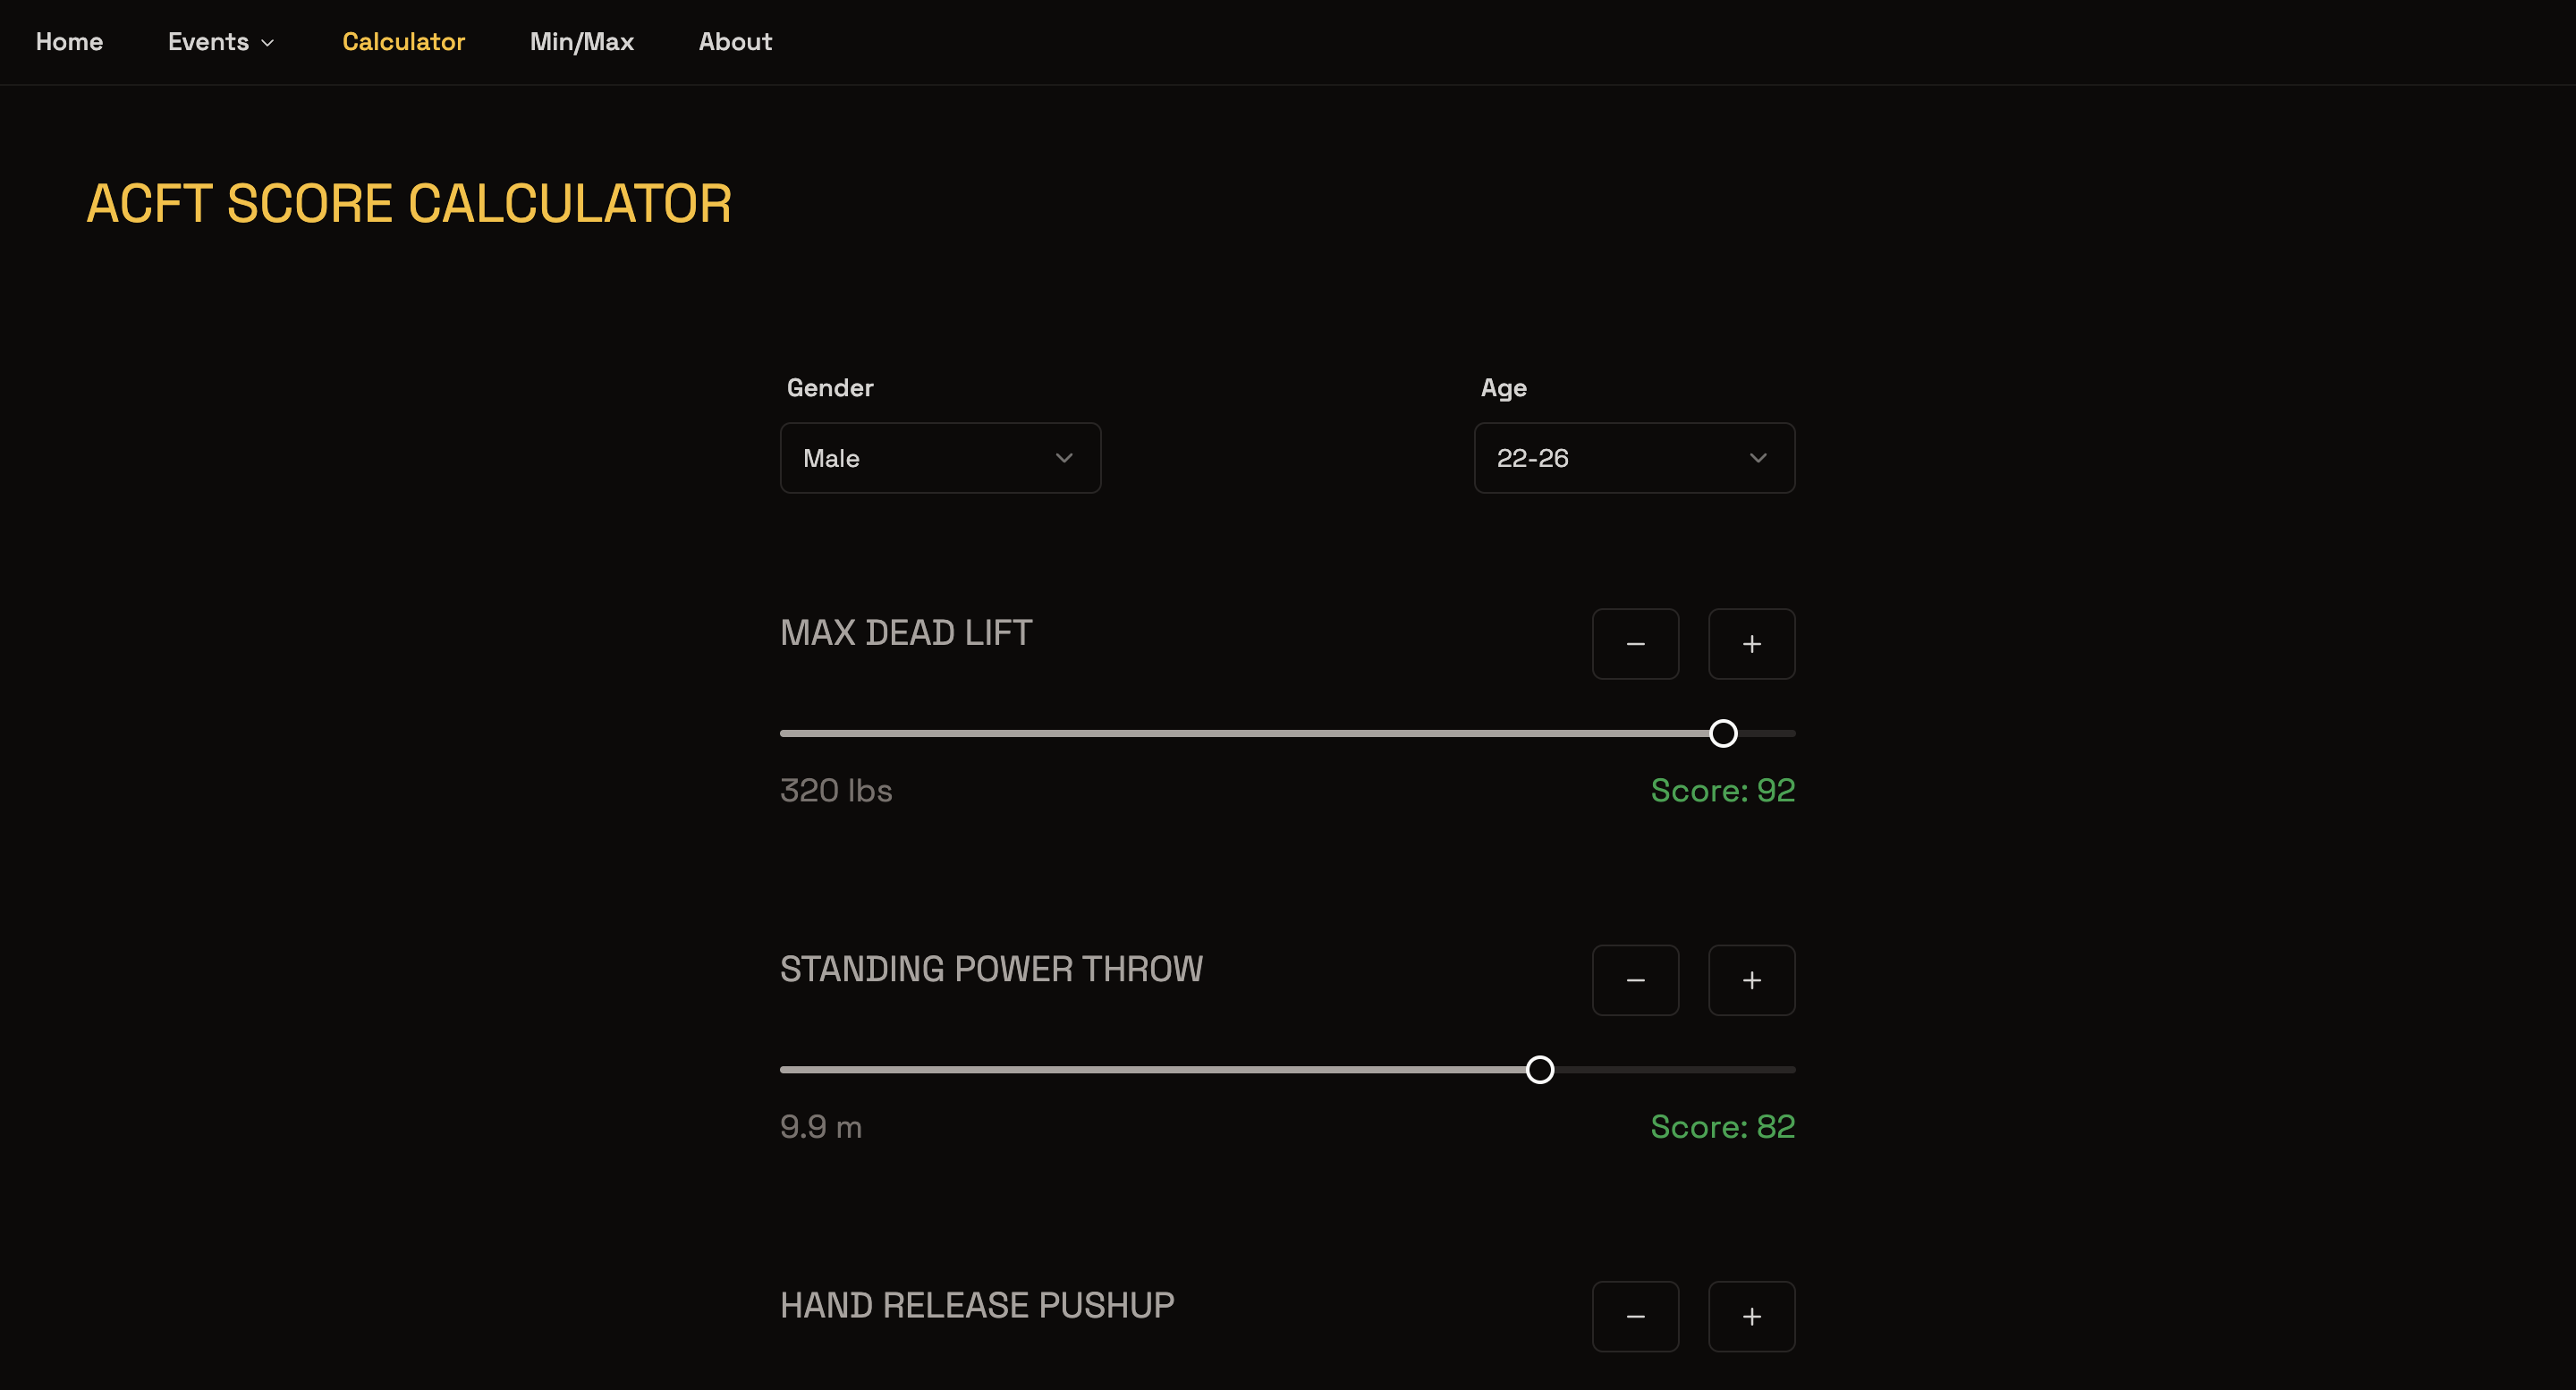 Home Events Calculator Min/Max About
ACFT SCORE CALCULATOR
Gender Age
Male 22-26
MAX DEAD LIFT − +
320 lbs Score: 92
STANDING POWER THROW − +
9.9 m Score: 82
HAND RELEASE PUSHUP − +